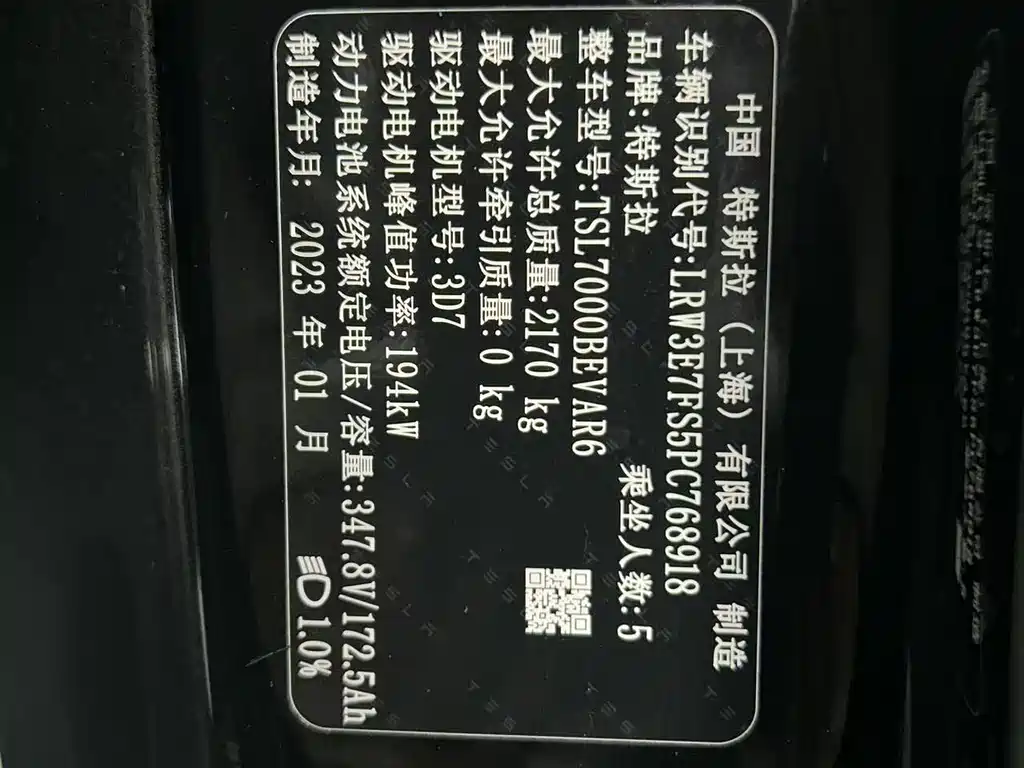 中国 特斯拉（上海）有限公司 制造
车辆识别代号:LRW3E7FS5PC768918
品牌:特斯拉 乘坐人数:5
整车型号:TSL7000BEVAR6
最大允许总质量:2170 kg
最大允许牵引质量:0 kg
驱动电机型号:3D7
驱动电机峰值功率:194kW
动力电池系统额定电压/容量:347.8V/172.5Ah
制造年月: 2023 年 01 月 1.0%